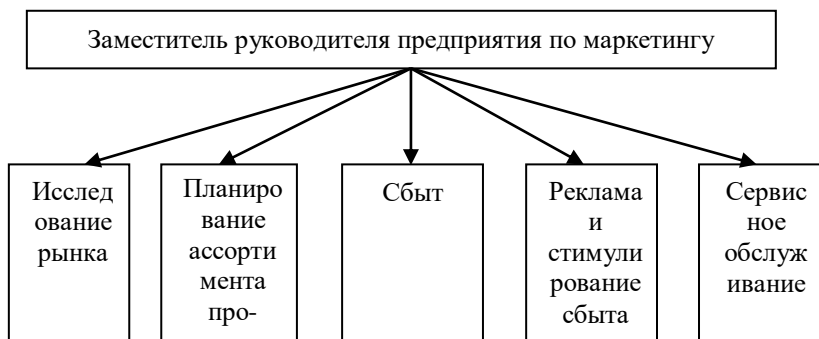 Заместитель руководителя предприятия по маркетингу
Исслед
ование
рынка
Планиро
вание
ассорти
мента
про-
Сбыт
Реклама
и
стимули
рование
сбыта
Сервис
ное
обслуж
ивание